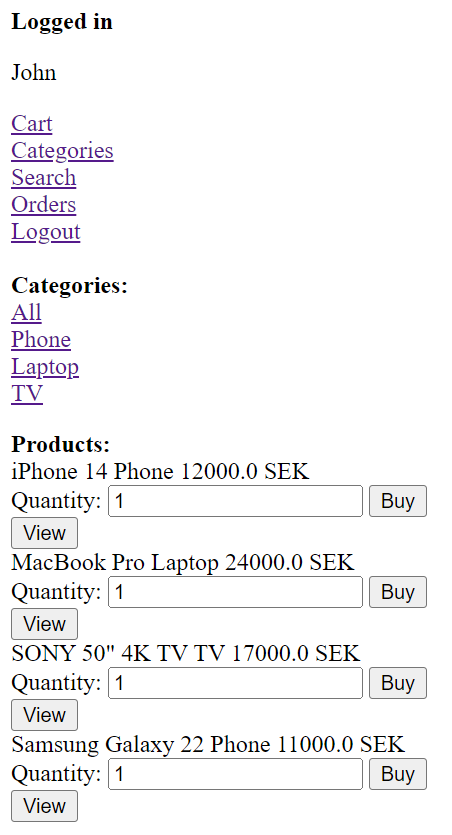 Logged in
John
Cart
Categories
Search
Orders
Logout
Categories:
All
Phone
Laptop
TV
Products:
iPhone 14 Phone 12000.0 SEK
Quantity: 1 Buy
View
MacBook Pro Laptop 24000.0 SEK
Quantity: 1 Buy
View
SONY 50" 4K TV TV 17000.0 SEK
Quantity: 1 Buy
View
Samsung Galaxy 22 Phone 11000.0 SEK
Quantity: 1 Buy
View